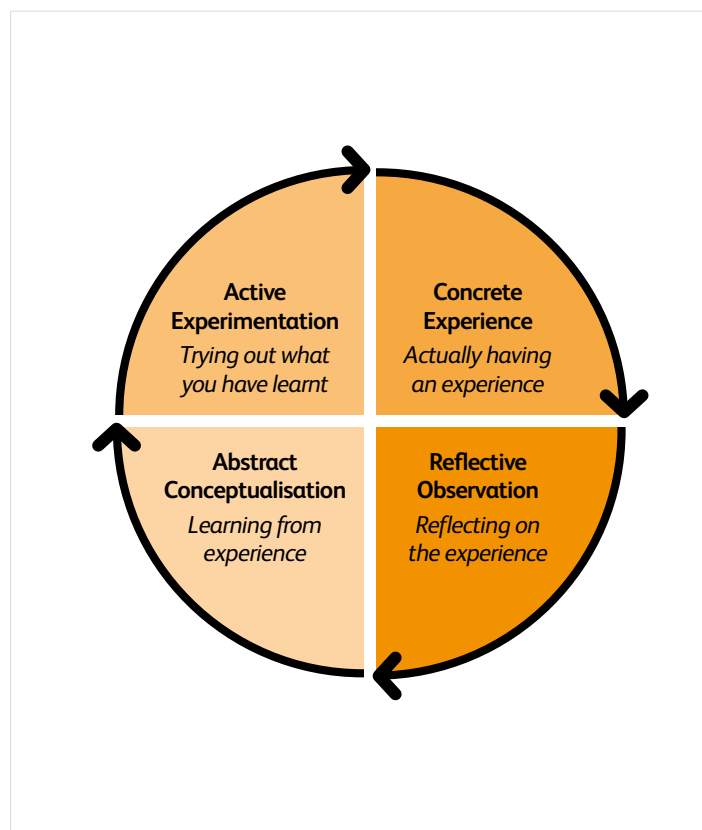 Active
Experimentation
Trying out what
you have learnt
Concrete
Experience
Actually having
an experience
Abstract
Conceptualisation
Learning from
experience
Reflective
Observation
Reflecting on
the experience